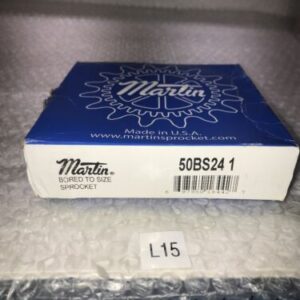 Martin
Made in U.S.A.
www.martinsprocket.com
Martin
50BS24 1
BORED TO SIZE
SPROCKET
L15